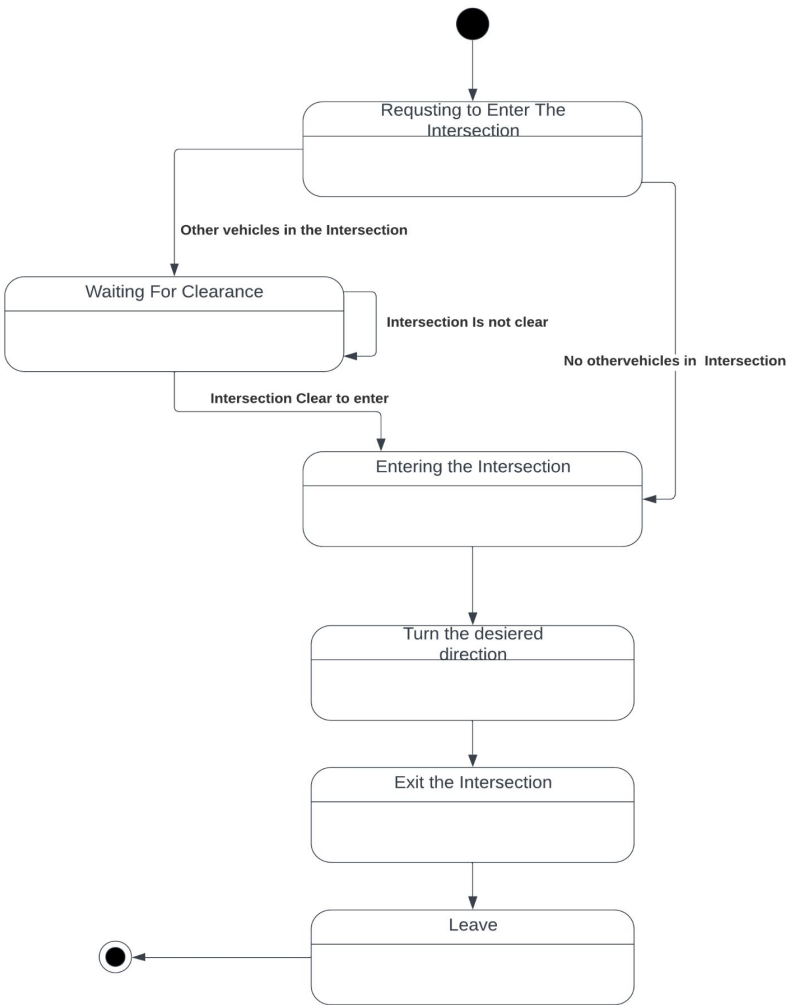 Requsting to Enter The
Intersection
Other vehicles in the Intersection
Waiting For Clearance
Intersection Is not clear
No othervehicles in  Intersection
Intersection Clear to enter
Entering the Intersection
Turn the desiered
direction
Exit the Intersection
Leave